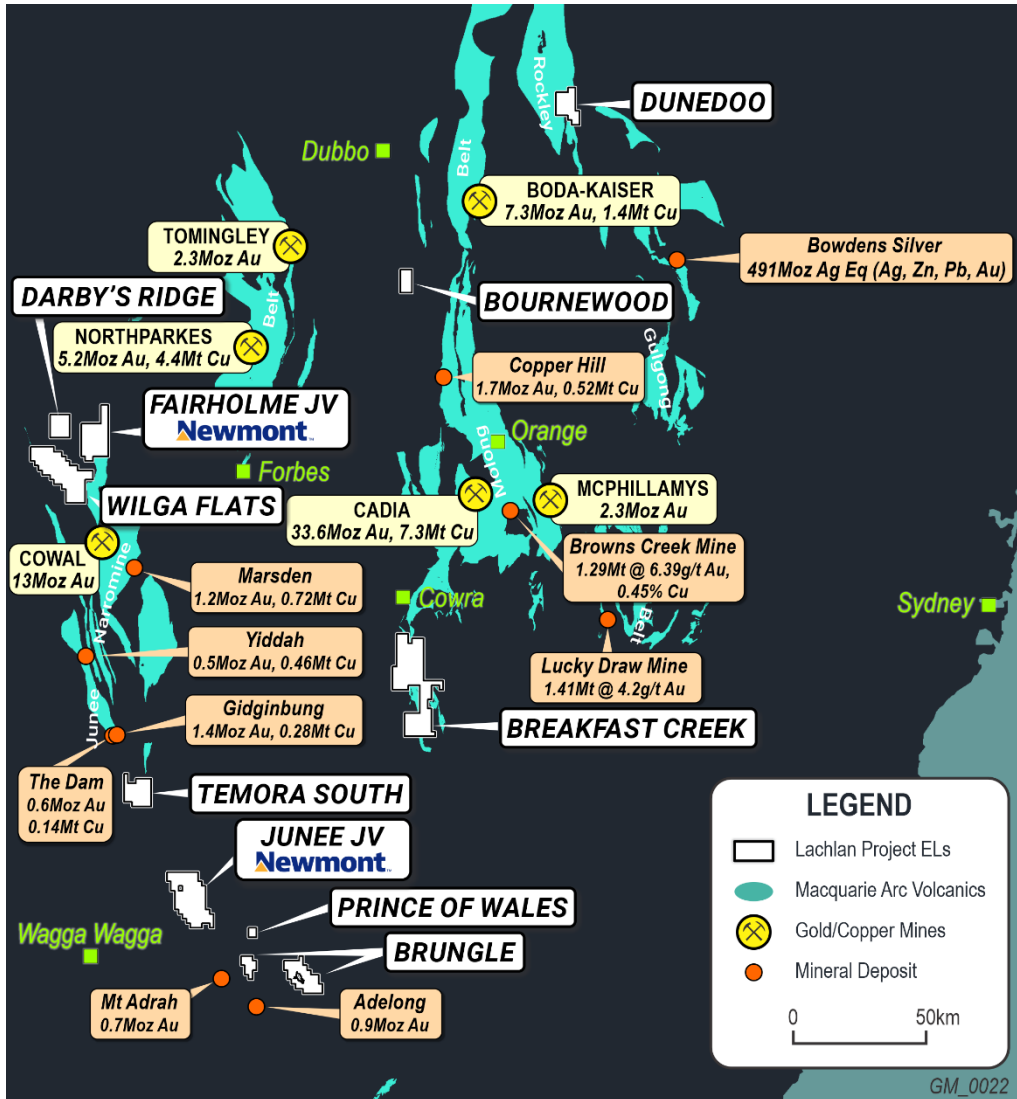 Rockley
DUNEDOO
Dubbo
Belt
BODA-KAISER
7.3Moz Au, 1.4Mt Cu
TOMINGLEY
2.3Moz Au
Bowdens Silver
491Moz Ag Eq (Ag, Zn, Pb, Au)
DARBY'S RIDGE
Belt
BOURNEWOOD
NORTHPARKES
5.2Moz Au, 4.4Mt Cu
Gulgong
Copper Hill
1.7Moz Au, 0.52Mt Cu
FAIRHOLME JV
Newmont™
Orange
Molong
Forbes
WILGA FLATS
CADIA
33.6Moz Au, 7.3Mt Cu
MCPHILLAMYS
2.3Moz Au
COWAL
13Moz Au
Browns Creek Mine
1.29Mt @ 6.39g/t Au,
0.45% Cu
Narromine
Marsden
1.2Moz Au, 0.72Mt Cu
Cowra
Sydney
Belt
Yiddah
0.5Moz Au, 0.46Mt Cu
Lucky Draw Mine
1.41Mt @ 4.2g/t Au
Junee
Gidginbung
1.4Moz Au, 0.28Mt Cu
BREAKFAST CREEK
The Dam
0.6Moz Au
0.14Mt Cu
TEMORA SOUTH
JUNEE JV
Newmont™
PRINCE OF WALES
Wagga Wagga
BRUNGLE
Mt Adrah
0.7Moz Au
Adelong
0.9Moz Au
LEGEND
Lachlan Project ELs
Macquarie Arc Volcanics
Gold/Copper Mines
Mineral Deposit
0 50km
GM_0022